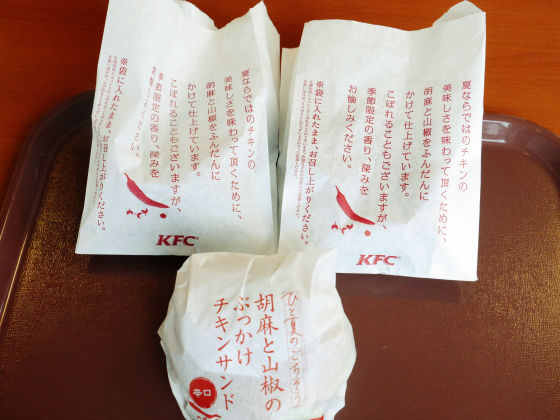 夏ならではのチキンの
美味しさを味わって頂くために、
胡麻と山椒をふんだんに
かけて仕上げています。
こぼれることもございますが、
季節限定の香り、深みを
お愉しみください。
※袋に入れたまま、お召し上がりください。
KFC
夏ならではのチキンの
美味しさを味わって頂くために、
胡麻と山椒をふんだんに
かけて仕上げています。
こぼれることもございますが、
季節限定の香り、深みを
お愉しみください。
※袋に入れたまま、お召し上がりください。
KFC
ひと夏のごちそう
胡麻と山椒の
ぶっかけ
チキンサンド
辛口